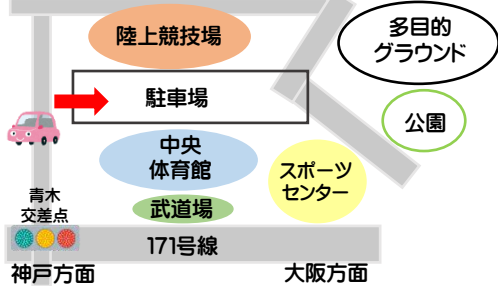 陸上競技場
多目的
グラウンド
駐車場
公園
中央
体育館
スポーツ
センター
青木
交差点
武道場
171号線
神戸方面
大阪方面